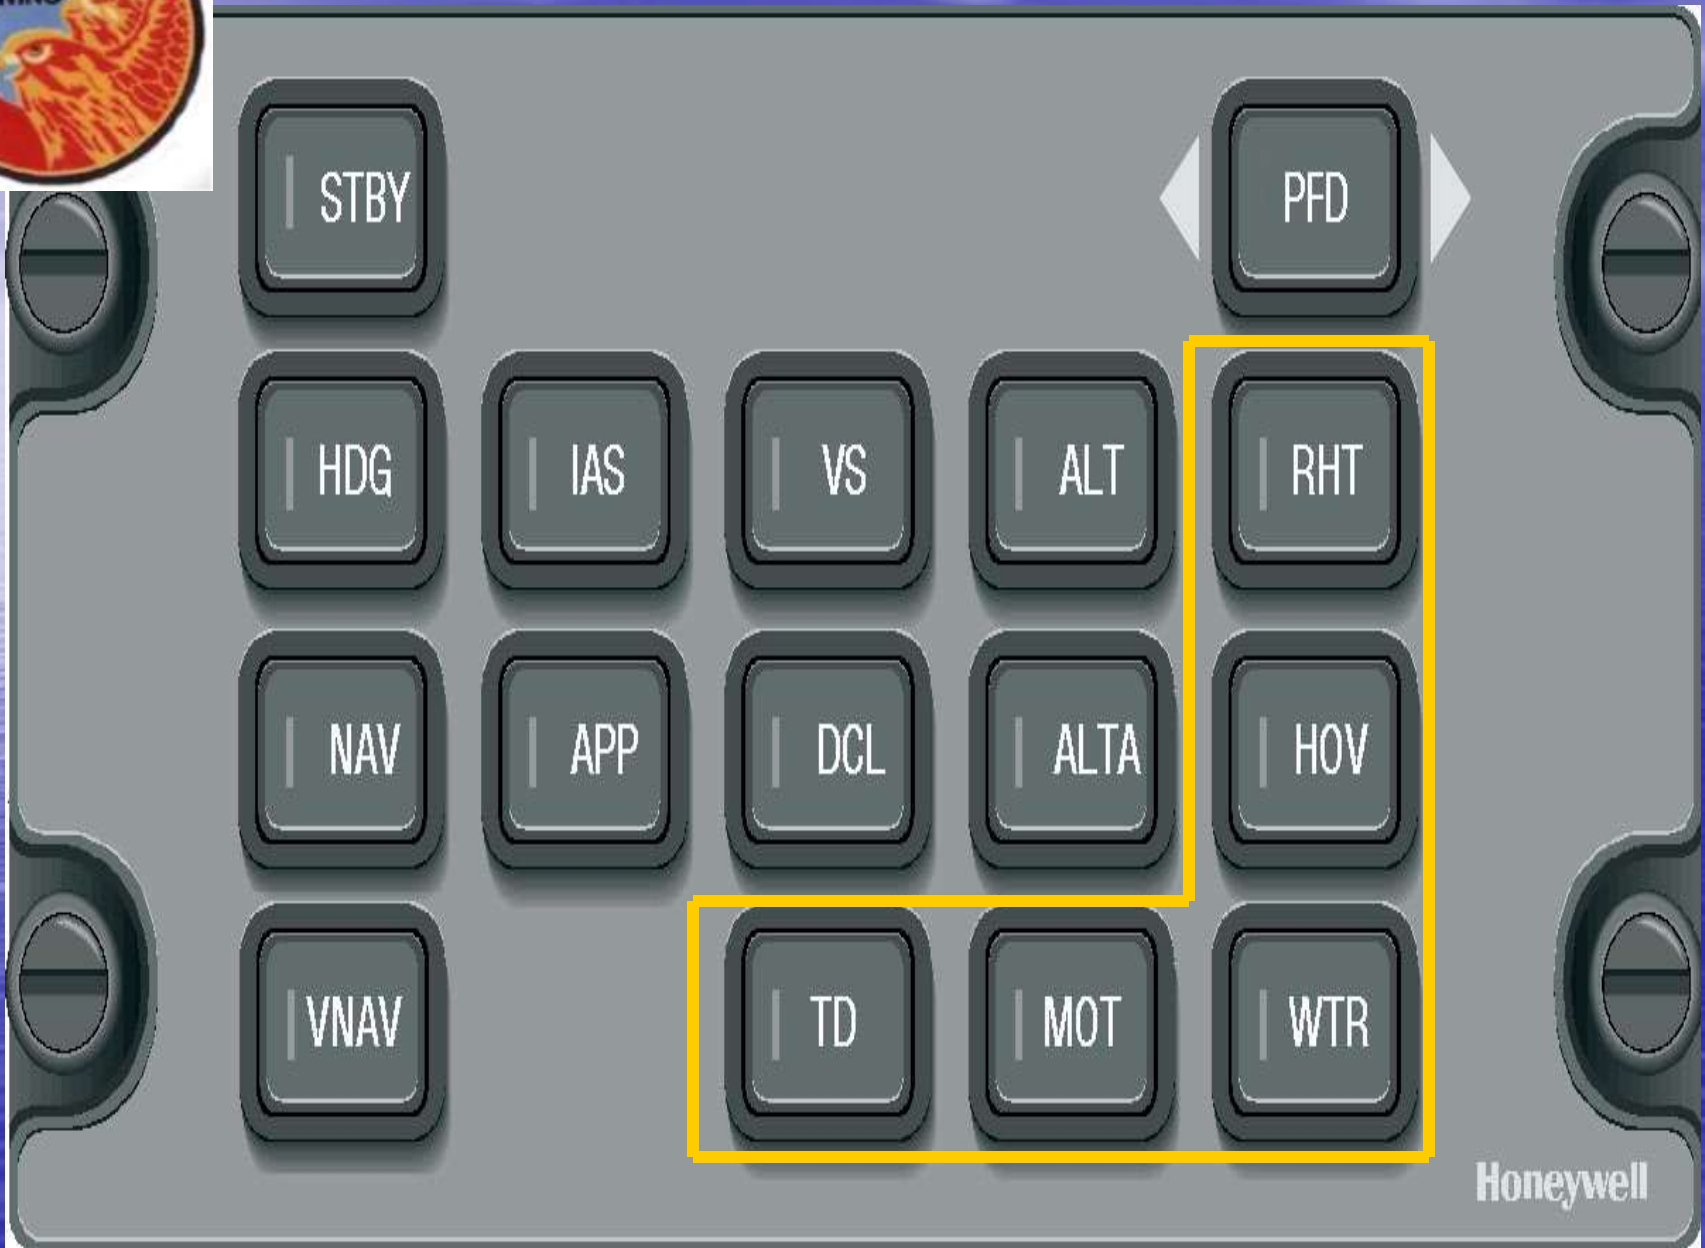 STBY PFD
HDG IAS VS ALT RHT
NAV APP DCL ALTA HOV
VNAV TD MOT WTR
Honeywell